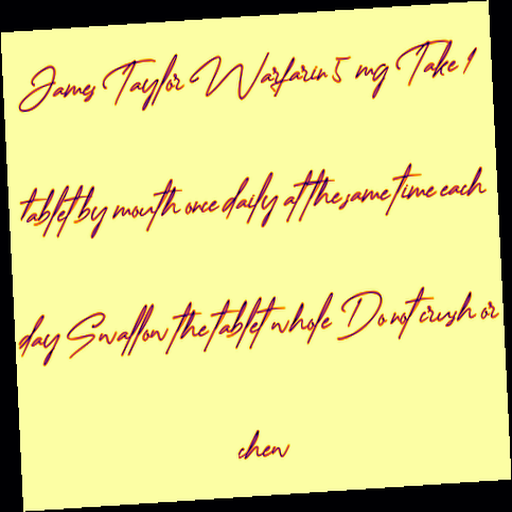 James Taylor Warfarin 5 mg Take 1
tablet by mouth once daily at the same time each
day Swallow the tablet whole Do not crush or
chew